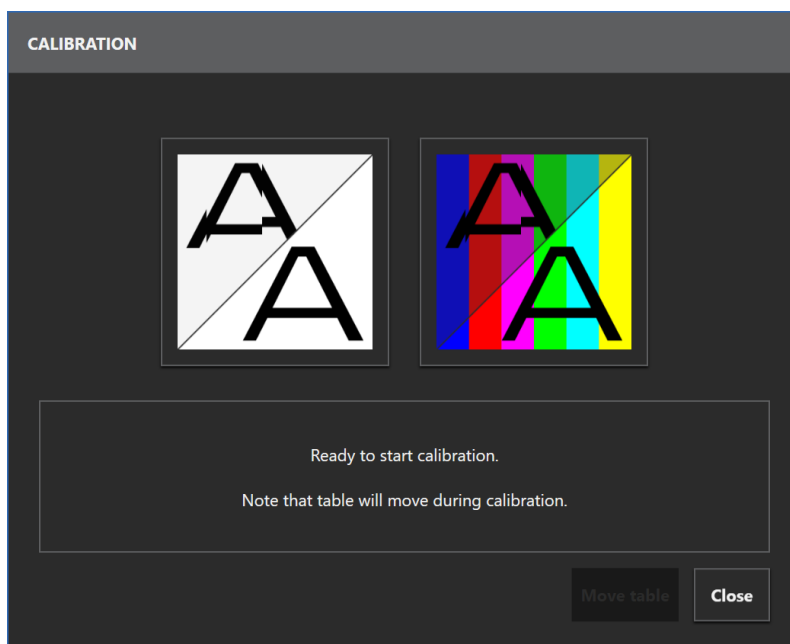 CALIBRATION
A A
A A
Ready to start calibration.
Note that table will move during calibration.
Move table Close